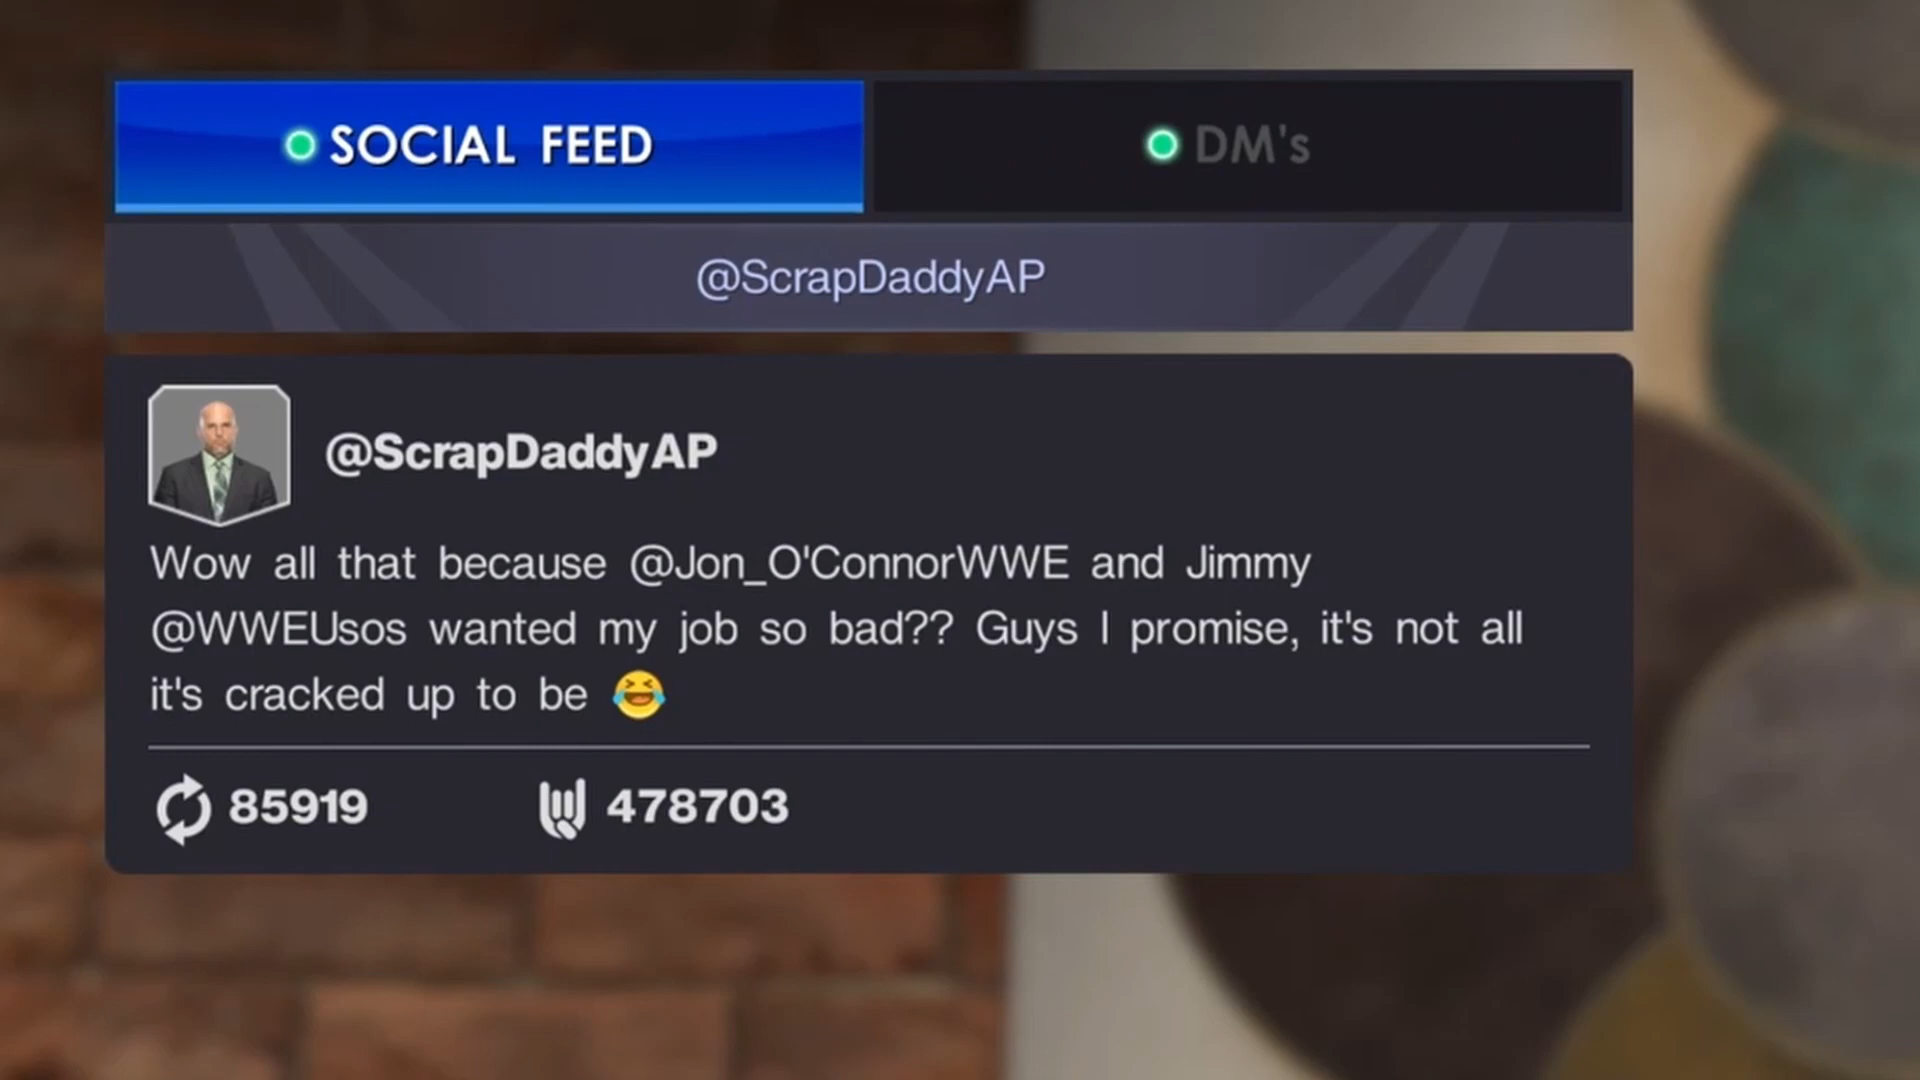 SOCIAL FEED
DM's
@ScrapDaddyAP
@ScrapDaddyAP
Wow all that because @Jon_O'ConnorWWE and Jimmy
@WWEUsos wanted my job so bad?? Guys I promise, it's not all
it's cracked up to be 😆
85919
478703